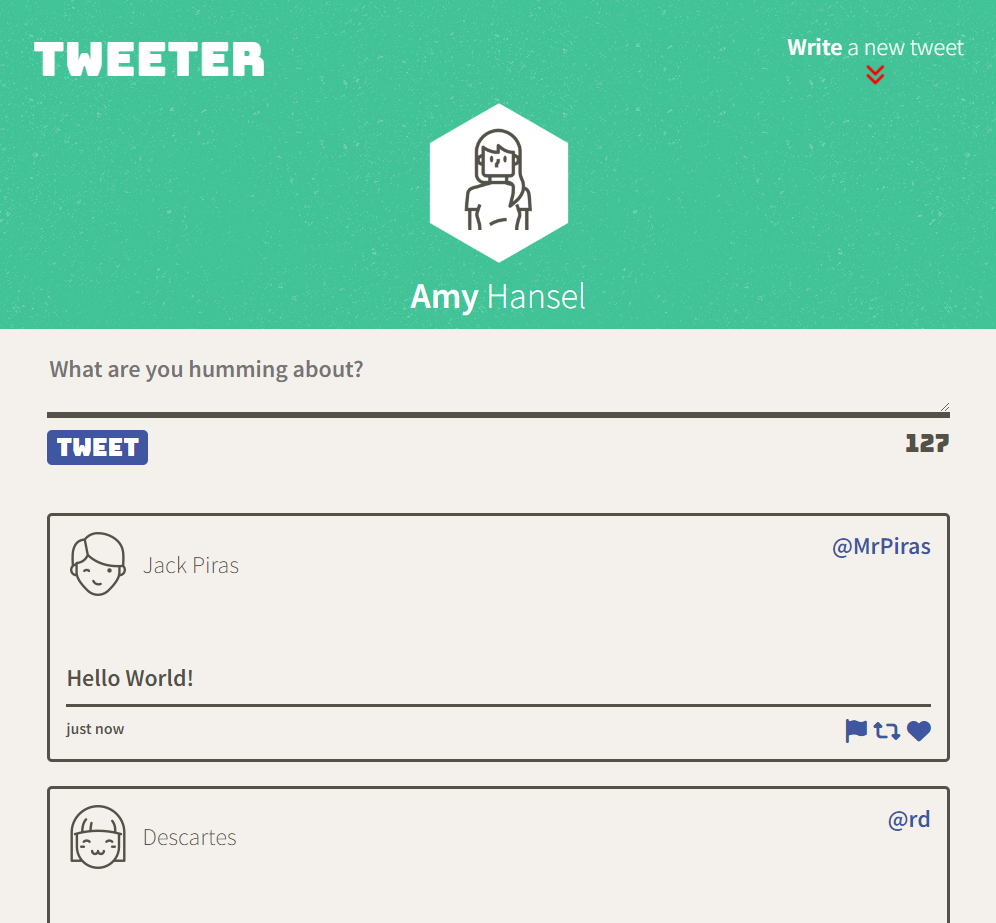 TWEETER
Write a new tweet
Amy Hansel
What are you humming about?
TWEET
127
Jack Piras
@MrPiras
Hello World!
just now
Descartes
@rd